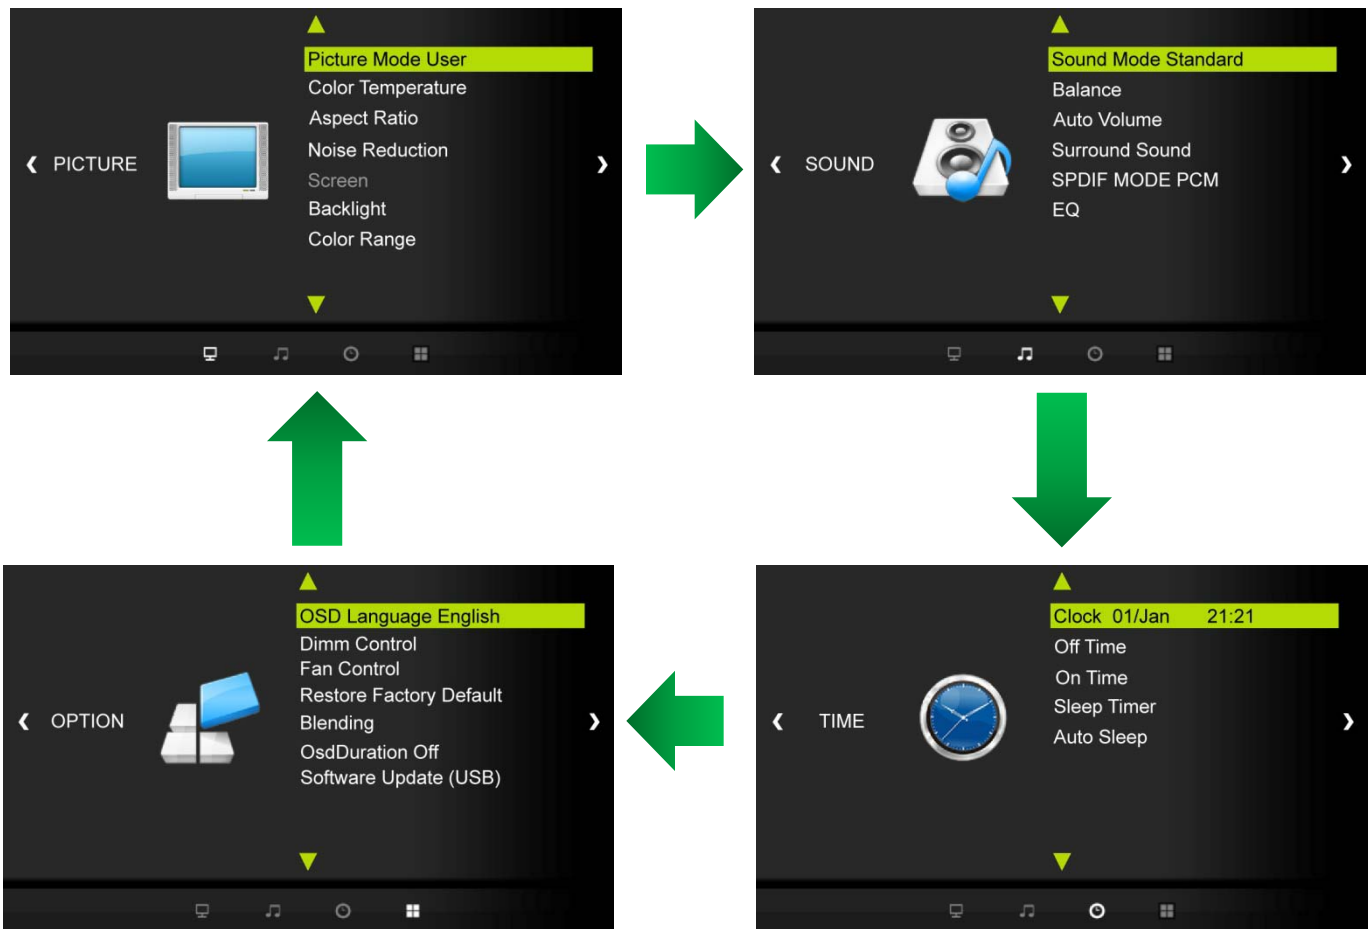 PICTURE
Picture Mode User
Color Temperature
Aspect Ratio
Noise Reduction
Screen
Backlight
Color Range
SOUND
Sound Mode Standard
Balance
Auto Volume
Surround Sound
SPDIF MODE PCM
EQ
OPTION
OSD Language English
Dimm Control
Fan Control
Restore Factory Default
Blending
OsdDuration Off
Software Update (USB)
TIME
Clock 01/Jan 21:21
Off Time
On Time
Sleep Timer
Auto Sleep